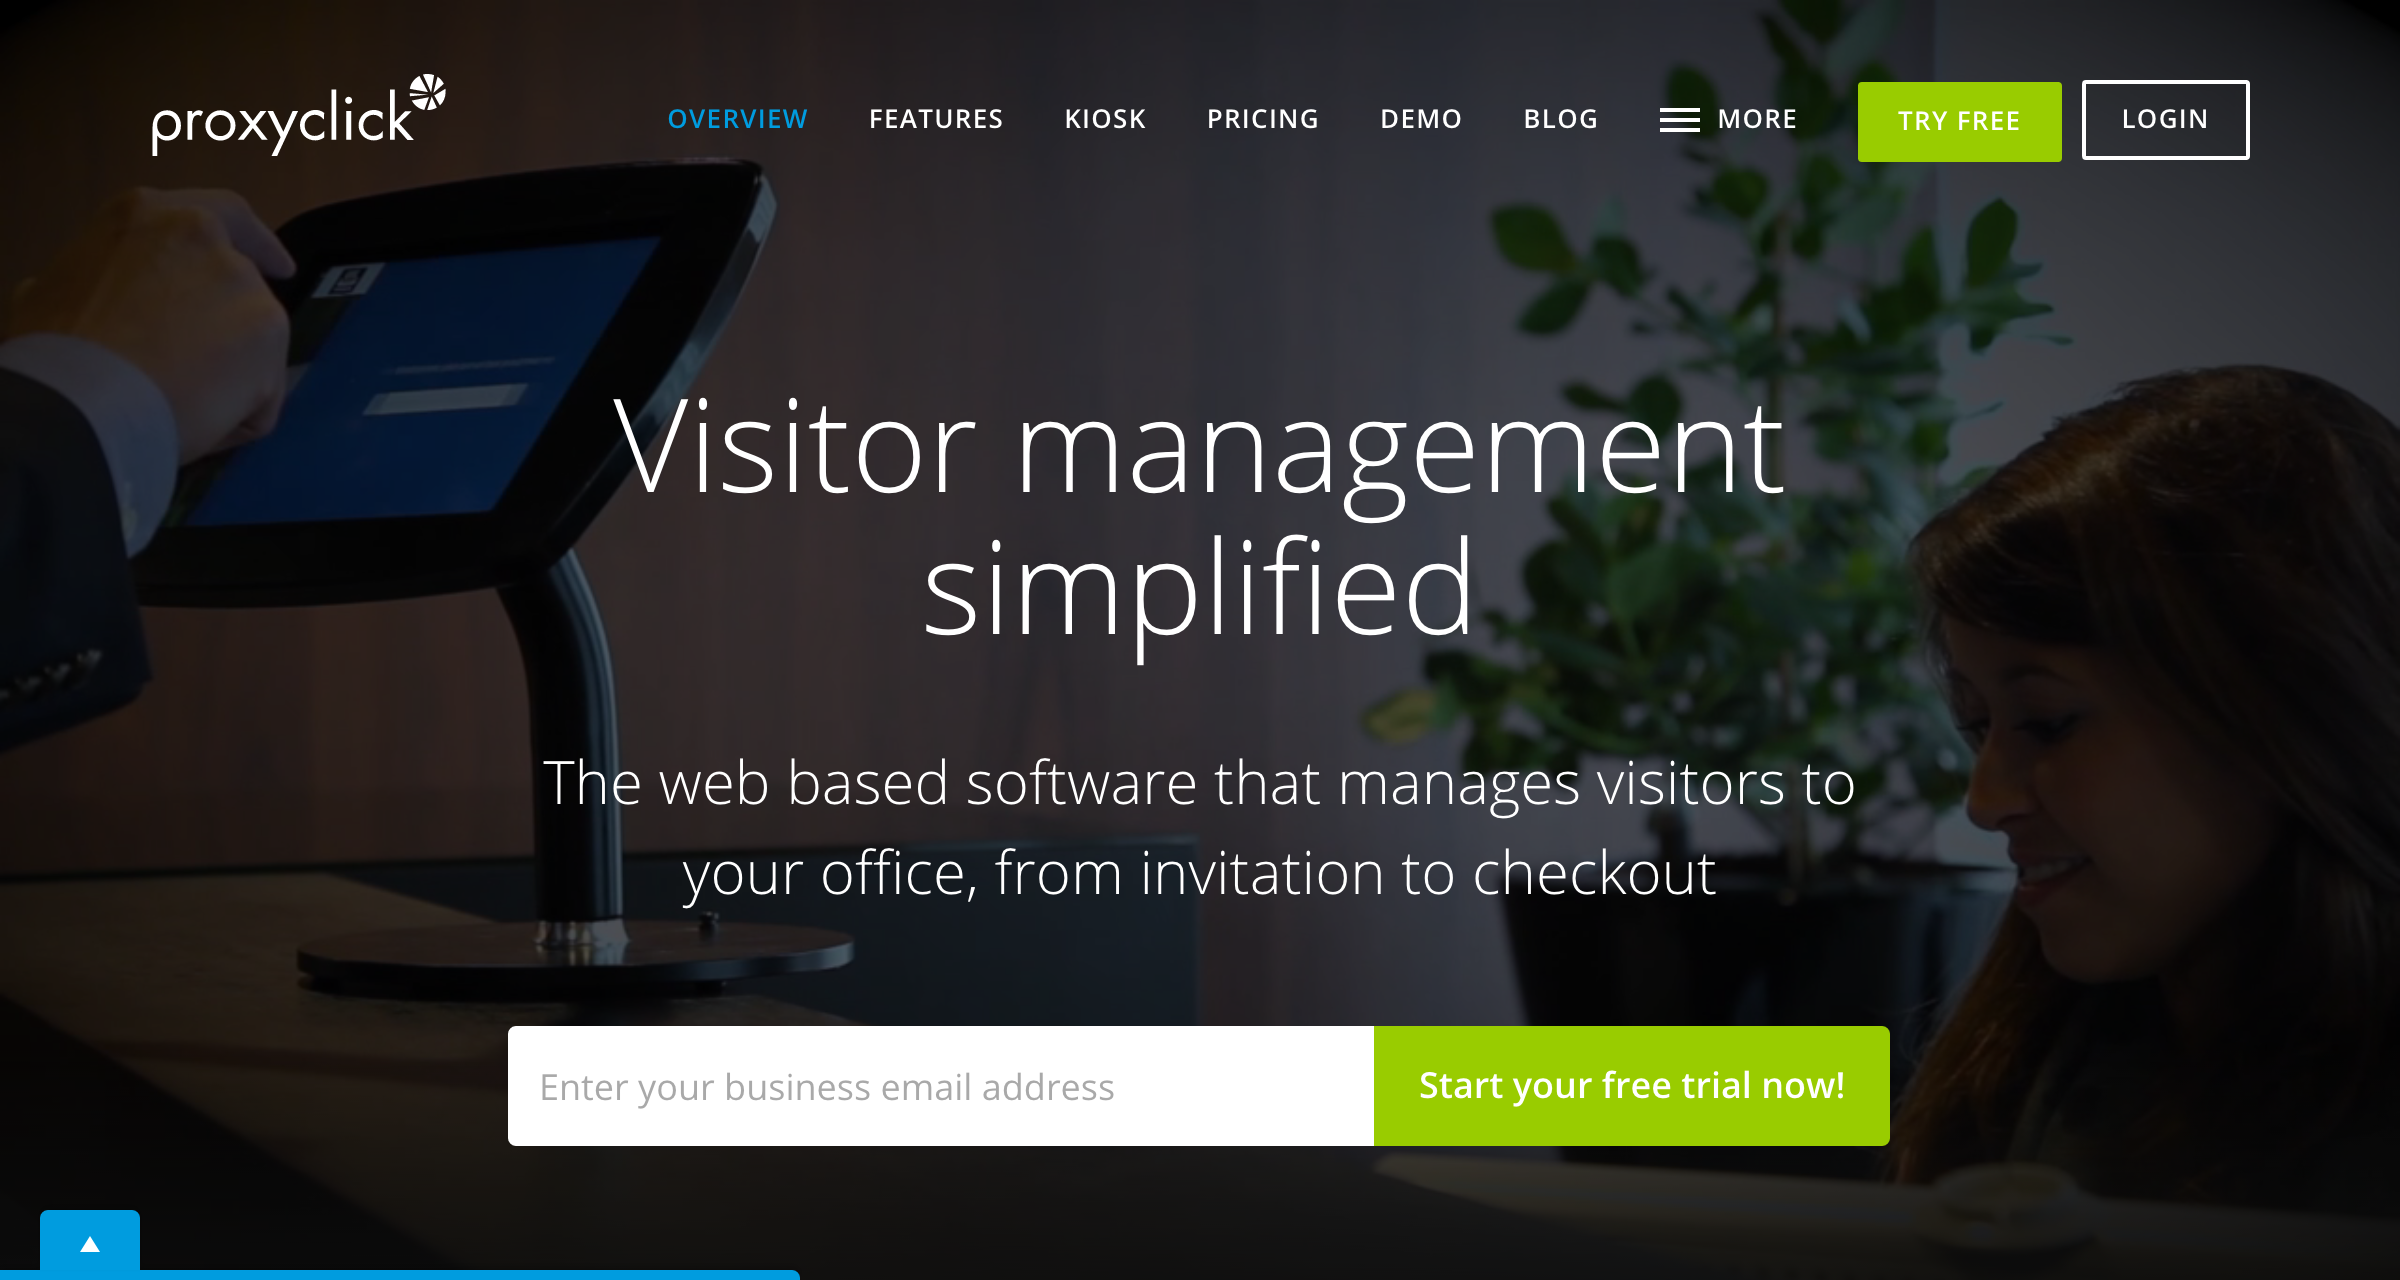 proxyclick
OVERVIEW FEATURES KIOSK PRICING DEMO BLOG MORE TRY FREE LOGIN
Visitor management
simplified
The web based software that manages visitors to
your office, from invitation to checkout
Enter your business email address Start your free trial now!